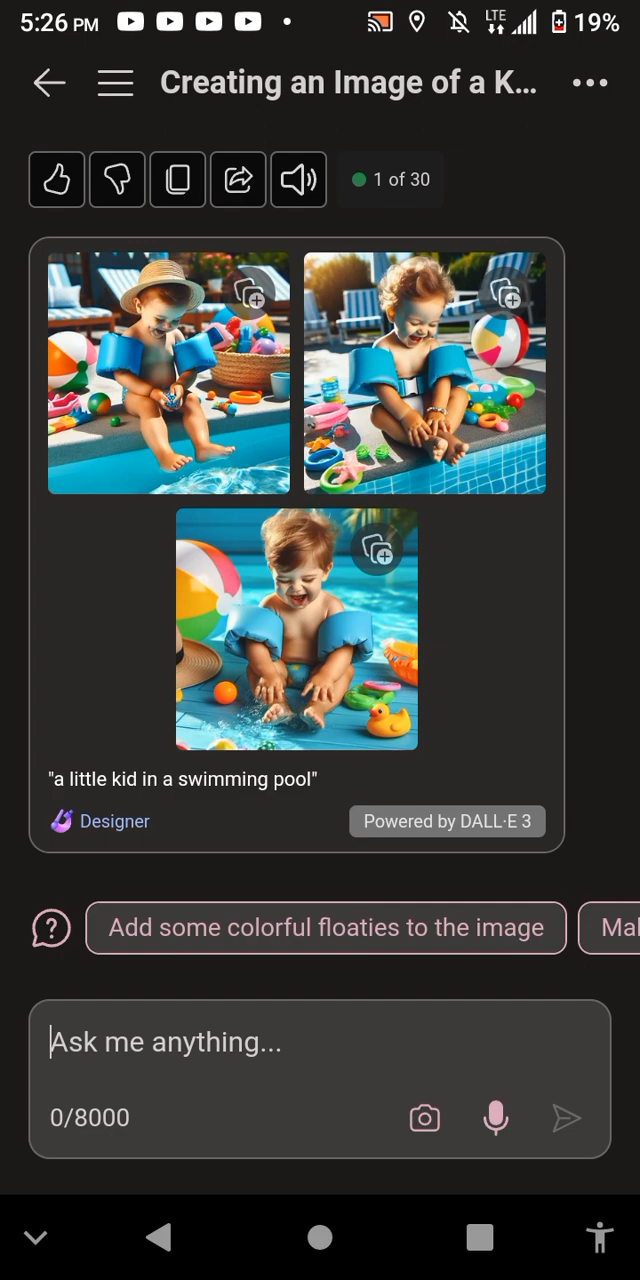 5:26 PM
LTE
19%
Creating an Image of a K...
1 of 30
"a little kid in a swimming pool"
Designer
Powered by DALL·E 3
Add some colorful floaties to the image
Mal
Ask me anything...
0/8000